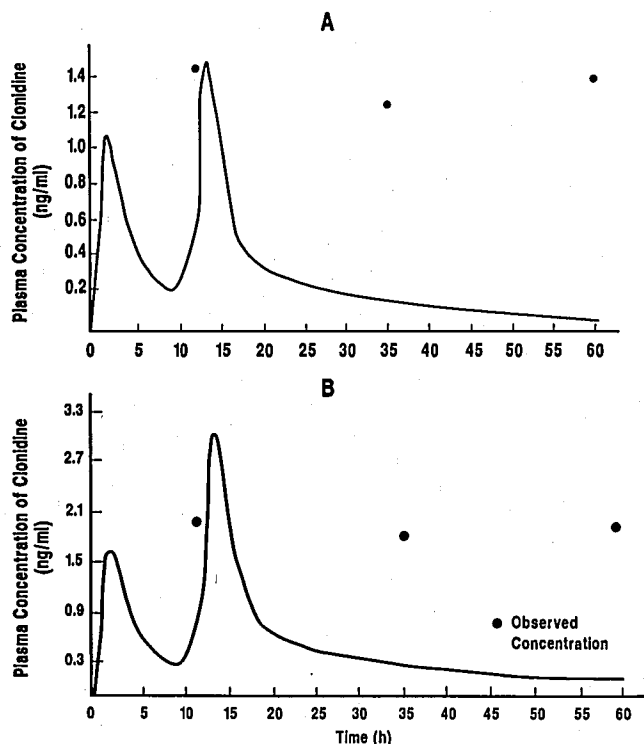 A
Plasma Concentration of Clonidine
(ng/ml)
1.4
1.2
1.0
0.8
0.6
0.4
0.2
0 5 10 15 20 25 30 35 40 45 50 55 60
B
Plasma Concentration of Clonidine
(ng/ml)
3.3
2.7
2.1
1.5
0.9
0.3
● Observed
Concentration
0 5 10 15 20 25 30 35 40 45 50 55 60
Time (h)